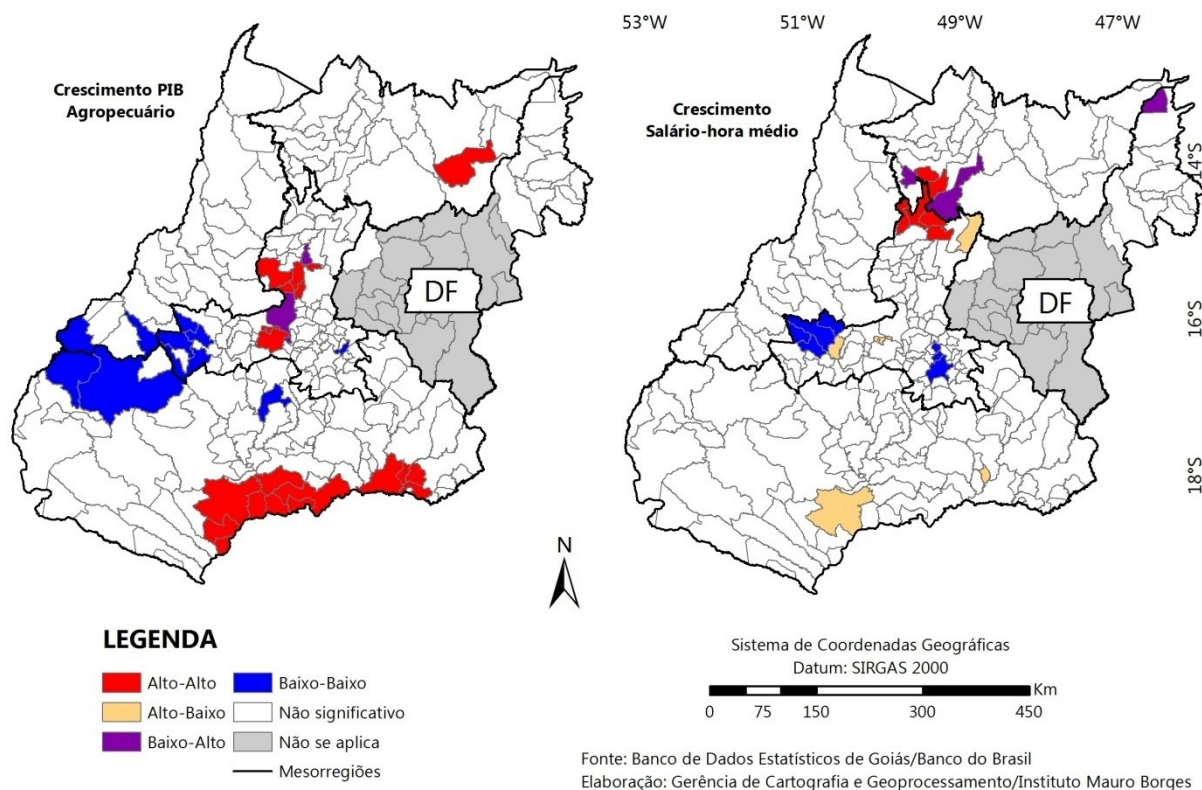 53°W 51°W 49°W 47°W
Crescimento PIB
Agropecuário
Crescimento
Salário-hora médio
14°S
DF
DF
16°S
18°S
N
LEGENDA
Alto-Alto
Baixo-Baixo
Alto-Baixo
Não significativo
Baixo-Alto
Não se aplica
Mesorregiões
Sistema de Coordenadas Geográficas
Datum: SIRGAS 2000
Km
0 75 150 300 450
Fonte: Banco de Dados Estatísticos de Goiás/Banco do Brasil
Elaboração: Gerência de Cartografia e Geoprocessamento/Instituto Mauro Borges